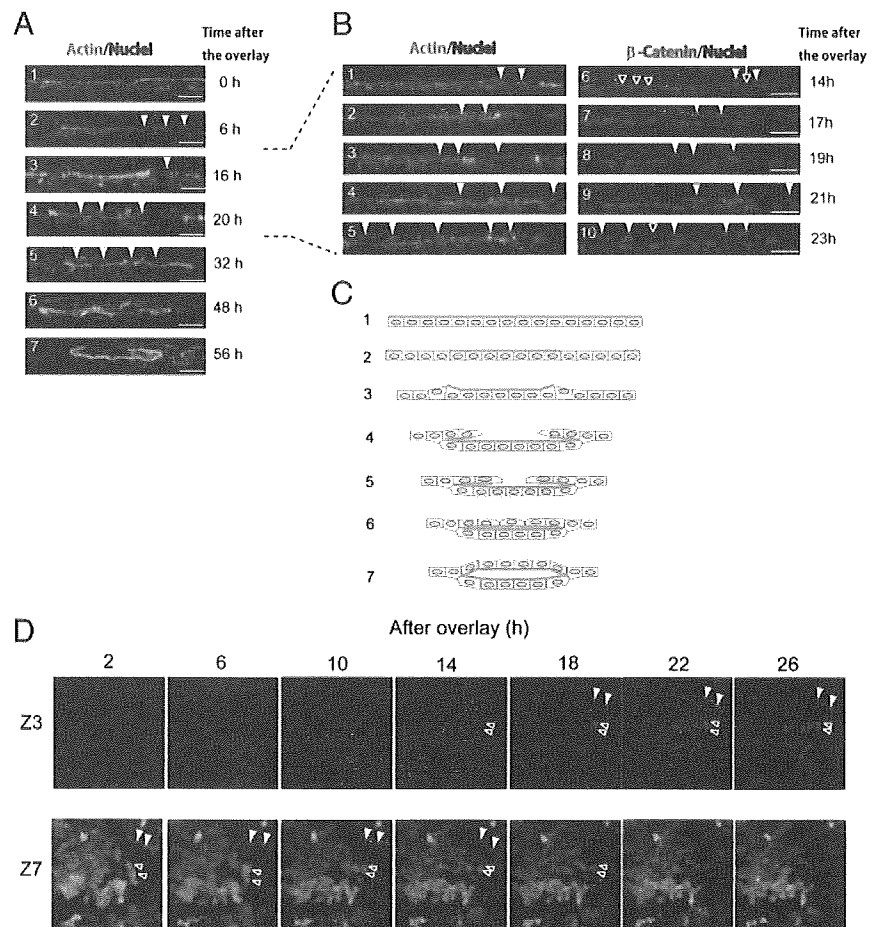 A
Actin/Nuclei
Time after
the overlay
1
0 h
2
6 h
3
16 h
4
20 h
5
32 h
6
48 h
7
56 h
B
Actin/Nuclei
β-Catenin/Nuclei
Time after
the overlay
1
6
14h
2
7
17h
3
8
19h
4
9
21h
5
10
23h
C
1
2
3
4
5
6
7
D
After overlay (h)
2 6 10 14 18 22 26
Z3
Z7